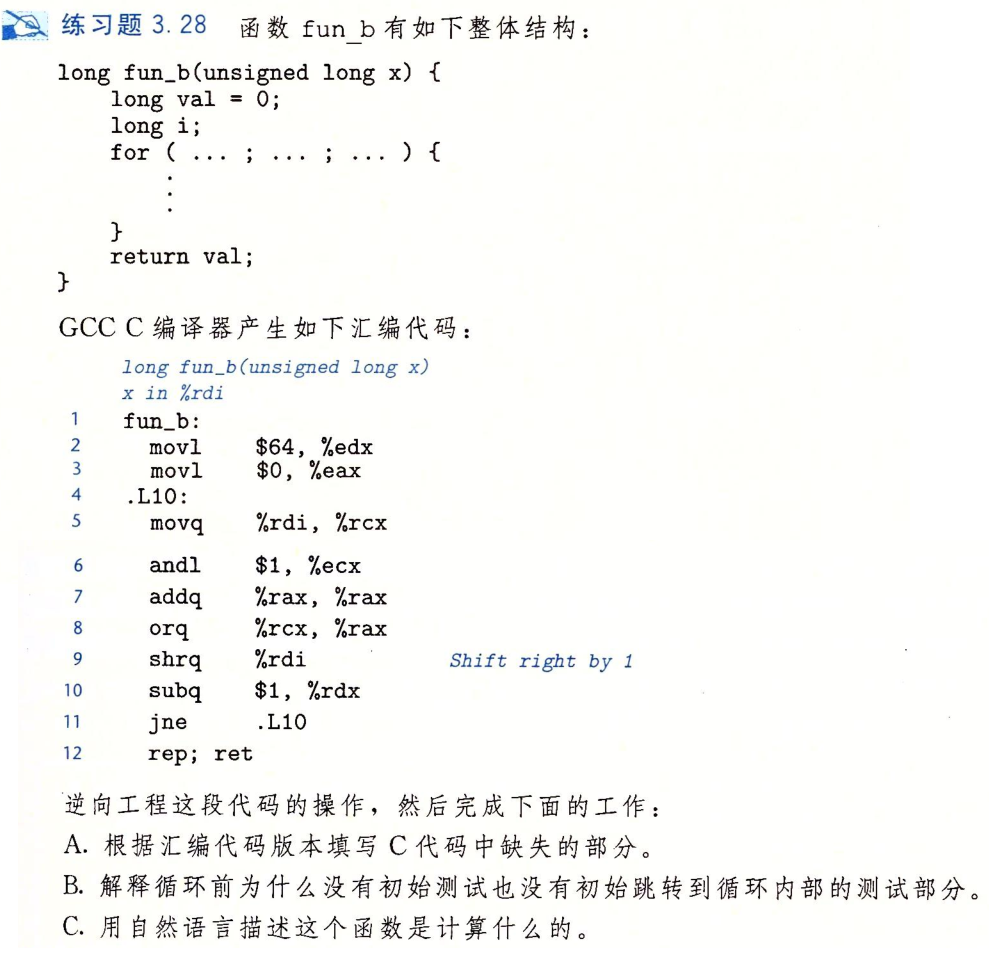 练习题 3.28 函数 fun_b 有如下整体结构:
long fun_b(unsigned long x) {
    long val = 0;
    long i;
    for ( ... ; ... ; ... ) {
        .
        .
        .
    }
    return val;
}
GCC C 编译器产生如下汇编代码:
long fun_b(unsigned long x)
x in %rdi
1 fun_b:
2 movl $64, %edx
3 movl $0, %eax
4 .L10:
5 movq %rdi, %rcx
6 andl $1, %ecx
7 addq %rax, %rax
8 orq %rcx, %rax
9 shrq %rdi Shift right by 1
10 subq $1, %rdx
11 jne .L10
12 rep; ret
逆向工程这段代码的操作,然后完成下面的工作:
A. 根据汇编代码版本填写 C 代码中缺失的部分。
B. 解释循环前为什么没有初始测试也没有初始跳转到循环内部的测试部分。
C. 用自然语言描述这个函数是计算什么的。